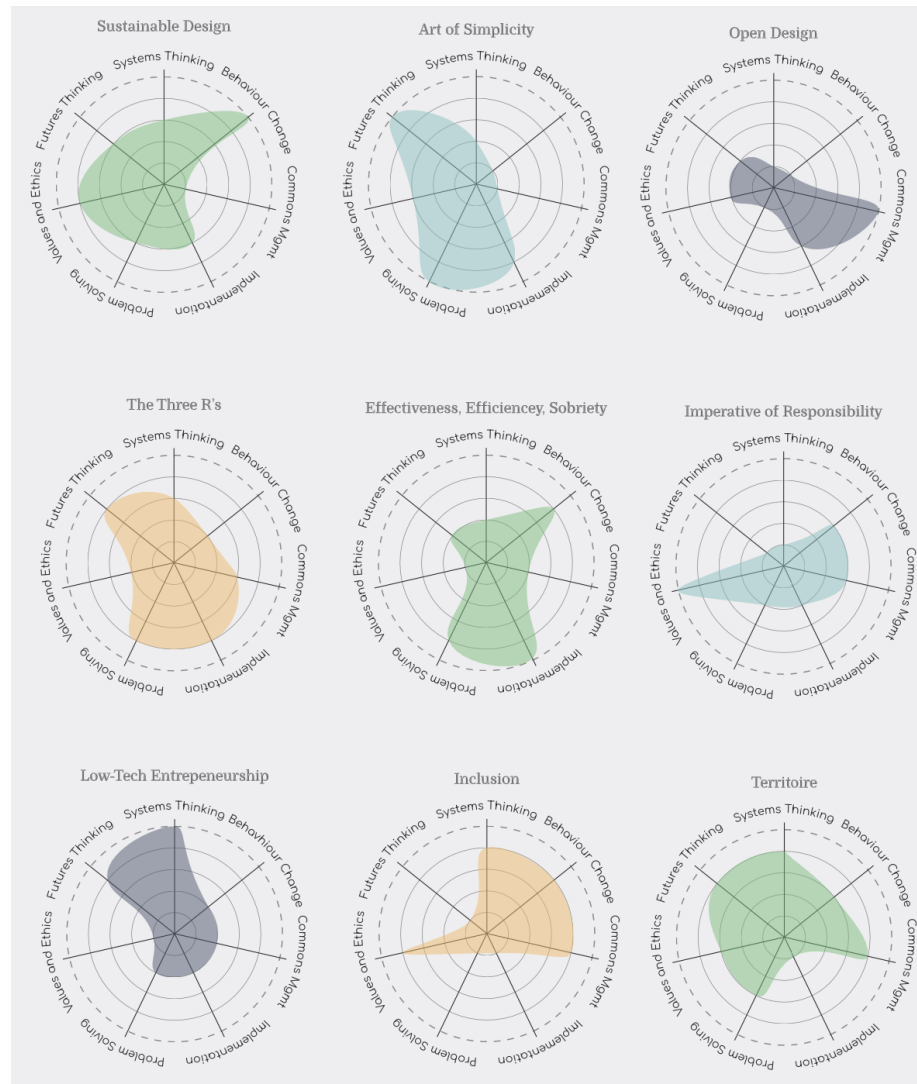 Sustainable Design
Systems Thinking
Behaviour Change
Commons Mgmt
Implementation
Problem Solving
Values and Ethics
Futures Thinking
Art of Simplicity
Systems Thinking
Behaviour Change
Commons Mgmt
Implementation
Problem Solving
Values and Ethics
Futures Thinking
Open Design
Systems Thinking
Behaviour Change
Commons Mgmt
Implementation
Problem Solving
Values and Ethics
Futures Thinking
The Three R's
Systems Thinking
Behaviour Change
Commons Mgmt
Implementation
Problem Solving
Values and Ethics
Futures Thinking
Effectiveness, Efficiencey, Sobriety
Systems Thinking
Behaviour Change
Commons Mgmt
Implementation
Problem Solving
Values and Ethics
Futures Thinking
Imperative of Responsibility
Systems Thinking
Behaviour Change
Commons Mgmt
Implementation
Problem Solving
Values and Ethics
Futures Thinking
Low-Tech Entrepeneurship
Systems Thinking
Behavhour Change
Commons Mgmt
Implementation
Problem Solving
Values and Ethics
Futures Thinking
Inclusion
Systems Thinking
Behaviour Change
Commons Mgmt
Implementation
Problem Solving
Values and Ethics
Futures Thinking
Territoire
Systems Thinking
Behaviour Change
Commons Mgmt
Implementation
Problem Solving
Values and Ethics
Futures Thinking